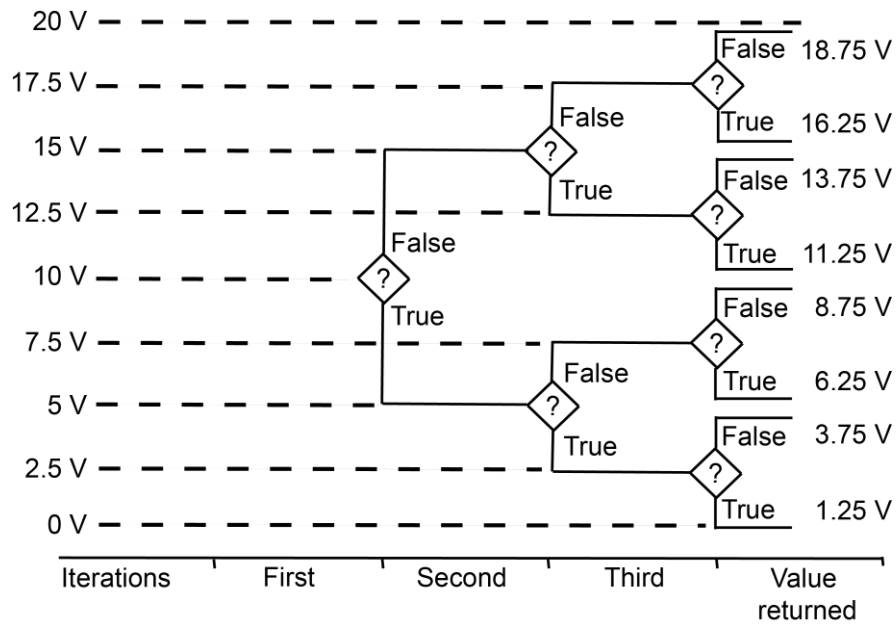 20 V
False 18.75 V
17.5 V ?
False True 16.25 V
15 V ?
True False 13.75 V
12.5 V ?
False True 11.25 V
10 V ?
True False 8.75 V
7.5 V ?
False True 6.25 V
5 V ?
True False 3.75 V
2.5 V ?
True 1.25 V
0 V
Iterations First Second Third Value
returned